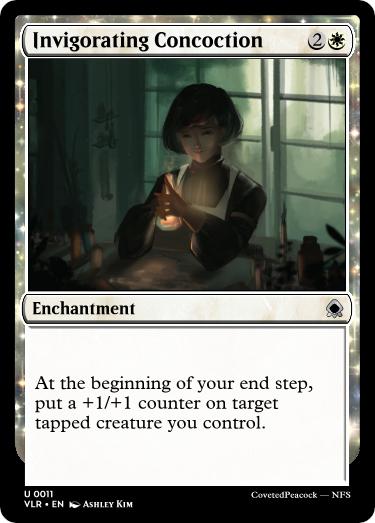 Invigorating Concoction 2
Enchantment
At the beginning of your end step,
put a +1/+1 counter on target
tapped creature you control.
U 0011
VLR • EN Ashley Kim
CovetedPeacock — NFS